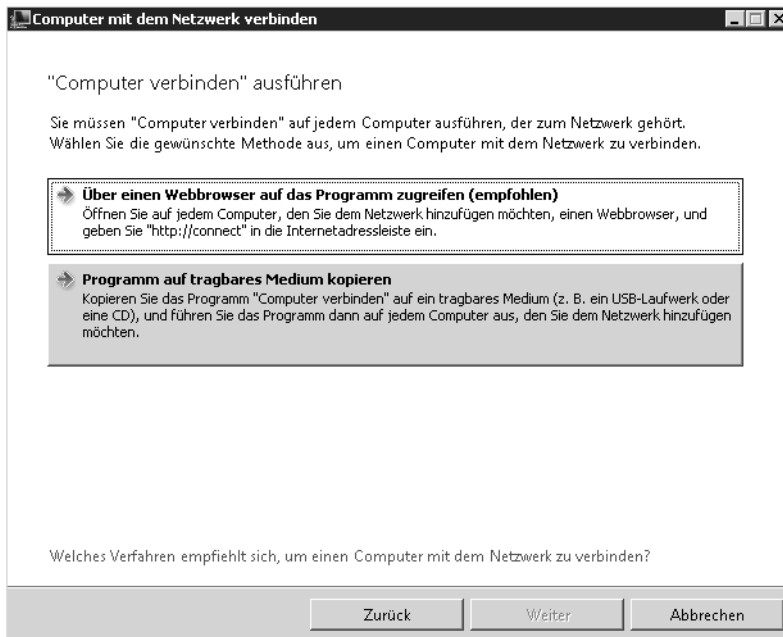 Computer mit dem Netzwerk verbinden
"Computer verbinden" ausführen
Sie müssen "Computer verbinden" auf jedem Computer ausführen, der zum Netzwerk gehört.
Wählen Sie die gewünschte Methode aus, um einen Computer mit dem Netzwerk zu verbinden.
Über einen Webbrowser auf das Programm zugreifen (empfohlen)
Öffnen Sie auf jedem Computer, den Sie dem Netzwerk hinzufügen möchten, einen Webbrowser, und
geben Sie "http://connect" in die Internetadressleiste ein.
Programm auf tragbares Medium kopieren
Kopieren Sie das Programm "Computer verbinden" auf ein tragbares Medium (z. B. ein USB-Laufwerk oder
eine CD), und führen Sie das Programm dann auf jedem Computer aus, den Sie dem Netzwerk hinzufügen
möchten.
Welches Verfahren empfiehlt sich, um einen Computer mit dem Netzwerk zu verbinden?
Zurück Weiter Abbrechen